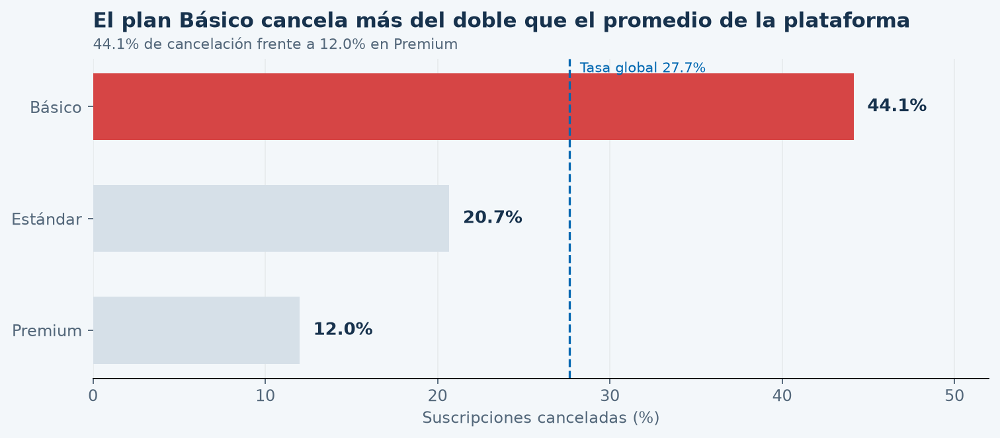 El plan Básico cancela más del doble que el promedio de la plataforma
44.1% de cancelación frente a 12.0% en Premium
Tasa global 27.7%
Básico
44.1%
Estándar
20.7%
Premium
12.0%
0 10 20 30 40 50
Suscripciones canceladas (%)